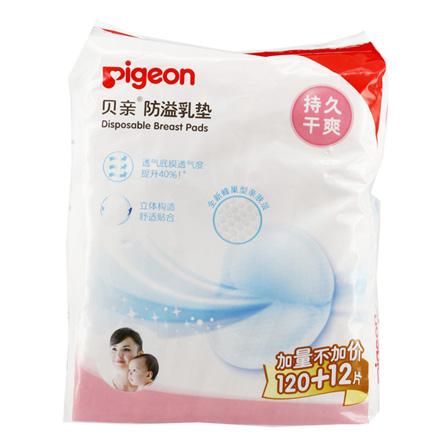 pigeon
贝亲®防溢乳垫
Disposable Breast Pads
持久
干爽
透气底膜透气度
提升40%!*
立体构造
舒适贴合
全新蜂巢型亲肤层
加量不加价
120+12片